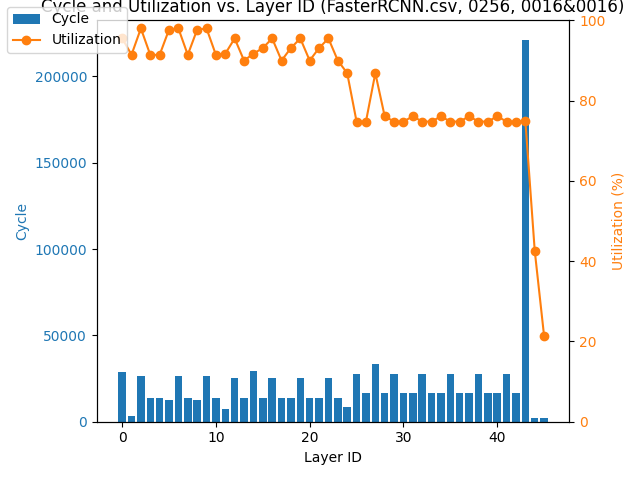 Cycle and Utilization vs. Layer ID (FasterRCNN.csv, 0256, 0016&0016)
Cycle
Utilization
200000
150000
100000
50000
0
Cycle
100
80
60
40
20
0
Utilization (%)
0 10 20 30 40
Layer ID